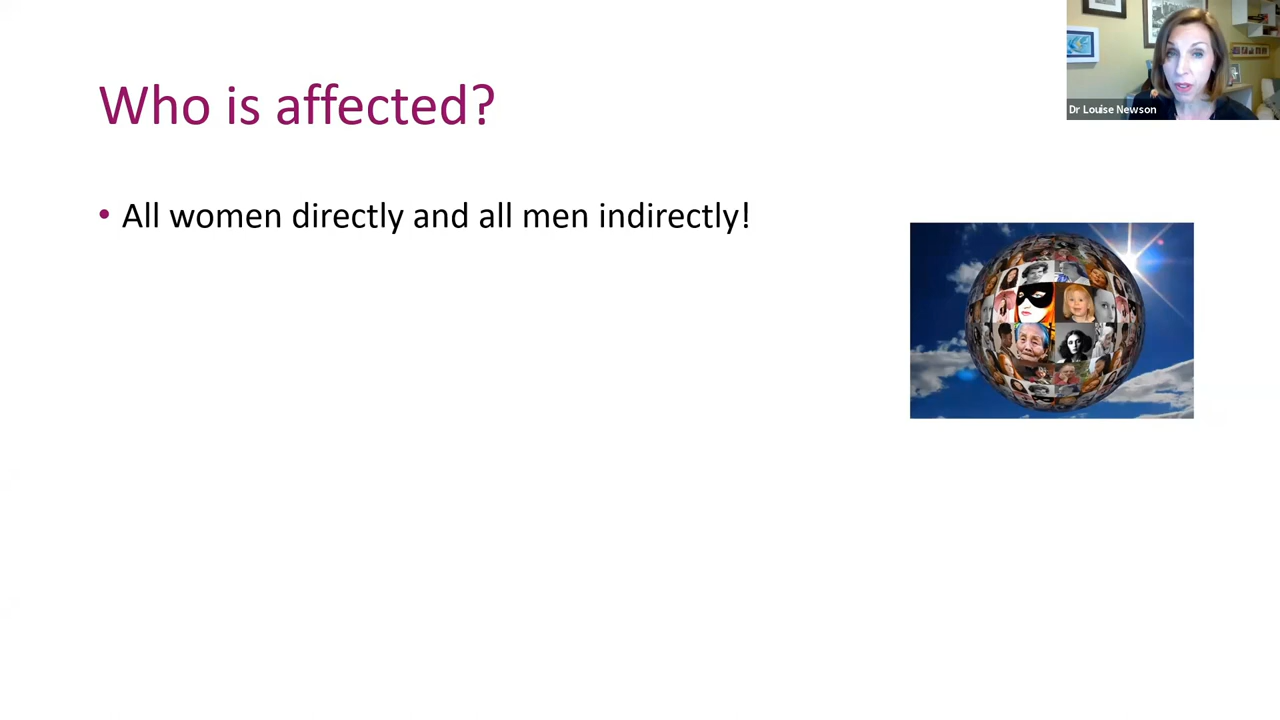 Who is affected?
• All women directly and all men indirectly!
Dr Louise Newson